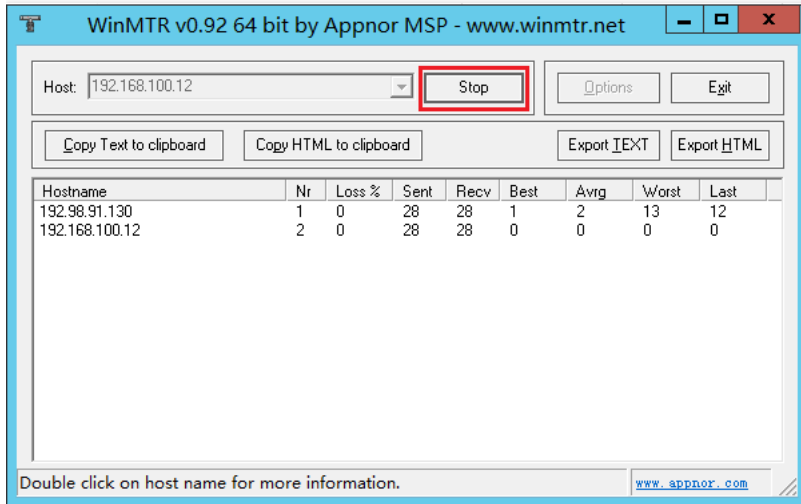 WinMTR v0.92 64 bit by Appnor MSP - www.winmtr.net
Host: 192.168.100.12 Stop Options Exit
Copy Text to clipboard Copy HTML to clipboard Export TEXT Export HTML
Hostname Nr Loss % Sent Recv Best Avrg Worst Last
192.98.91.130 1 0 28 28 1 2 13 12
192.168.100.12 2 0 28 28 0 0 0 0
Double click on host name for more information. www.appnor.com